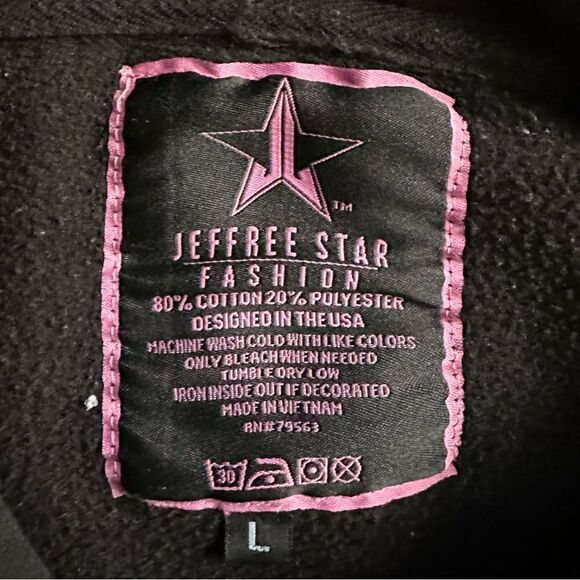 TM
JEFFREE STAR
FASHION
80% COTTON 20% POLYESTER
DESIGNED IN THE USA
MACHINE WASH COLD WITH LIKE COLORS
ONLY BLEACH WHEN NEEDED
TUMBLE DRY LOW
IRON INSIDE OUT IF DECORATED
MADE IN VIETNAM
RN#79563
30
L